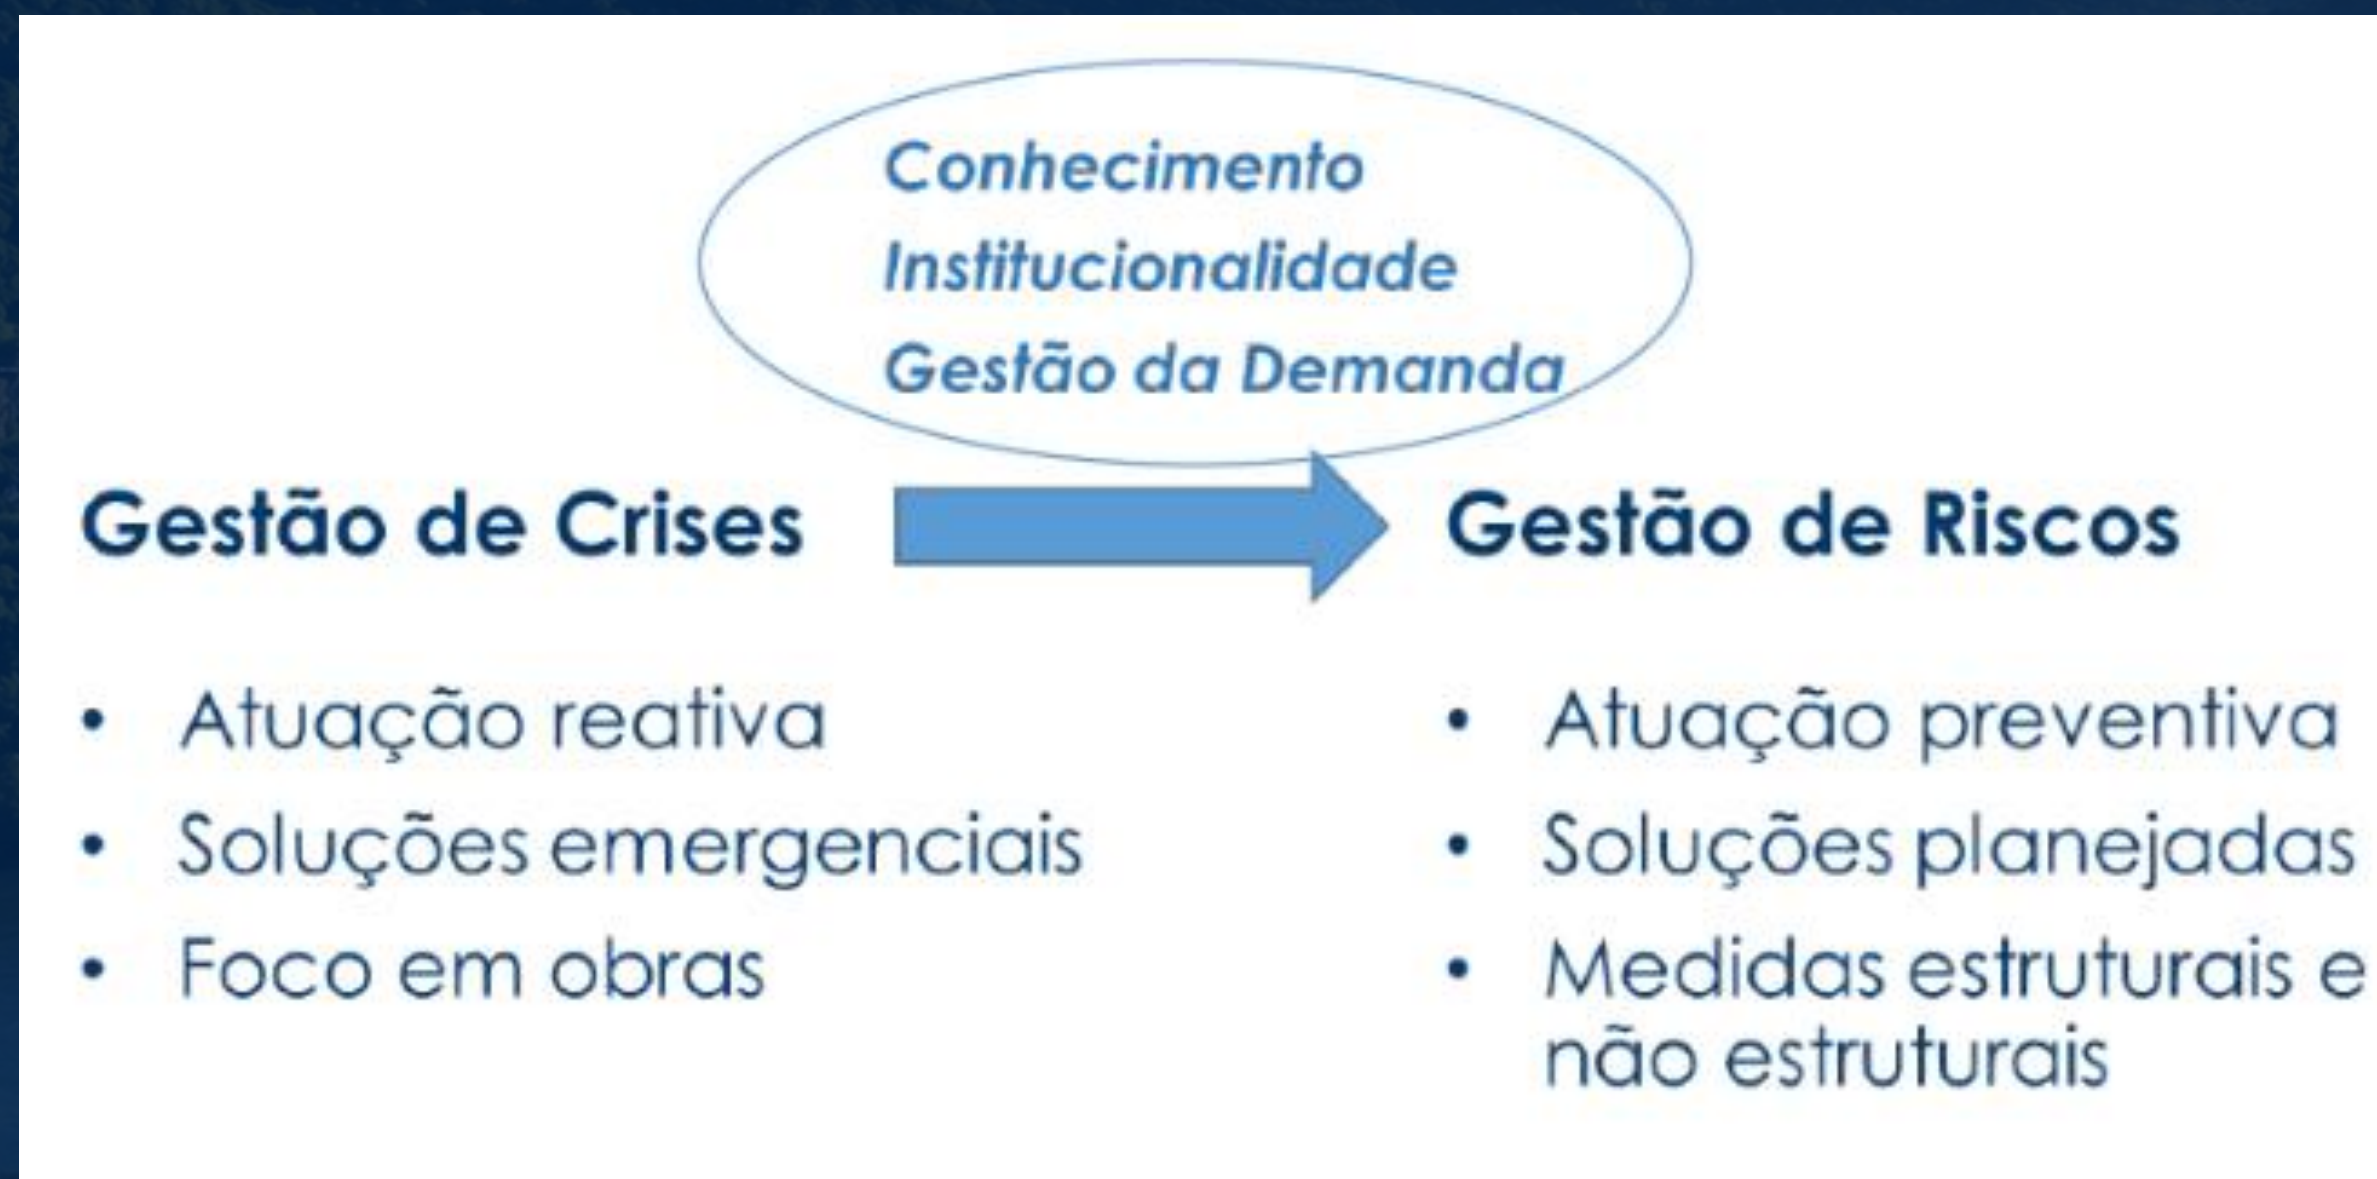 Conhecimento
Institucionalidade
Gestão da Demanda
Gestão de Crises
Gestão de Riscos
• Atuação reativa
• Soluções emergenciais
• Foco em obras
• Atuação preventiva
• Soluções planejadas
• Medidas estruturais e
não estruturais